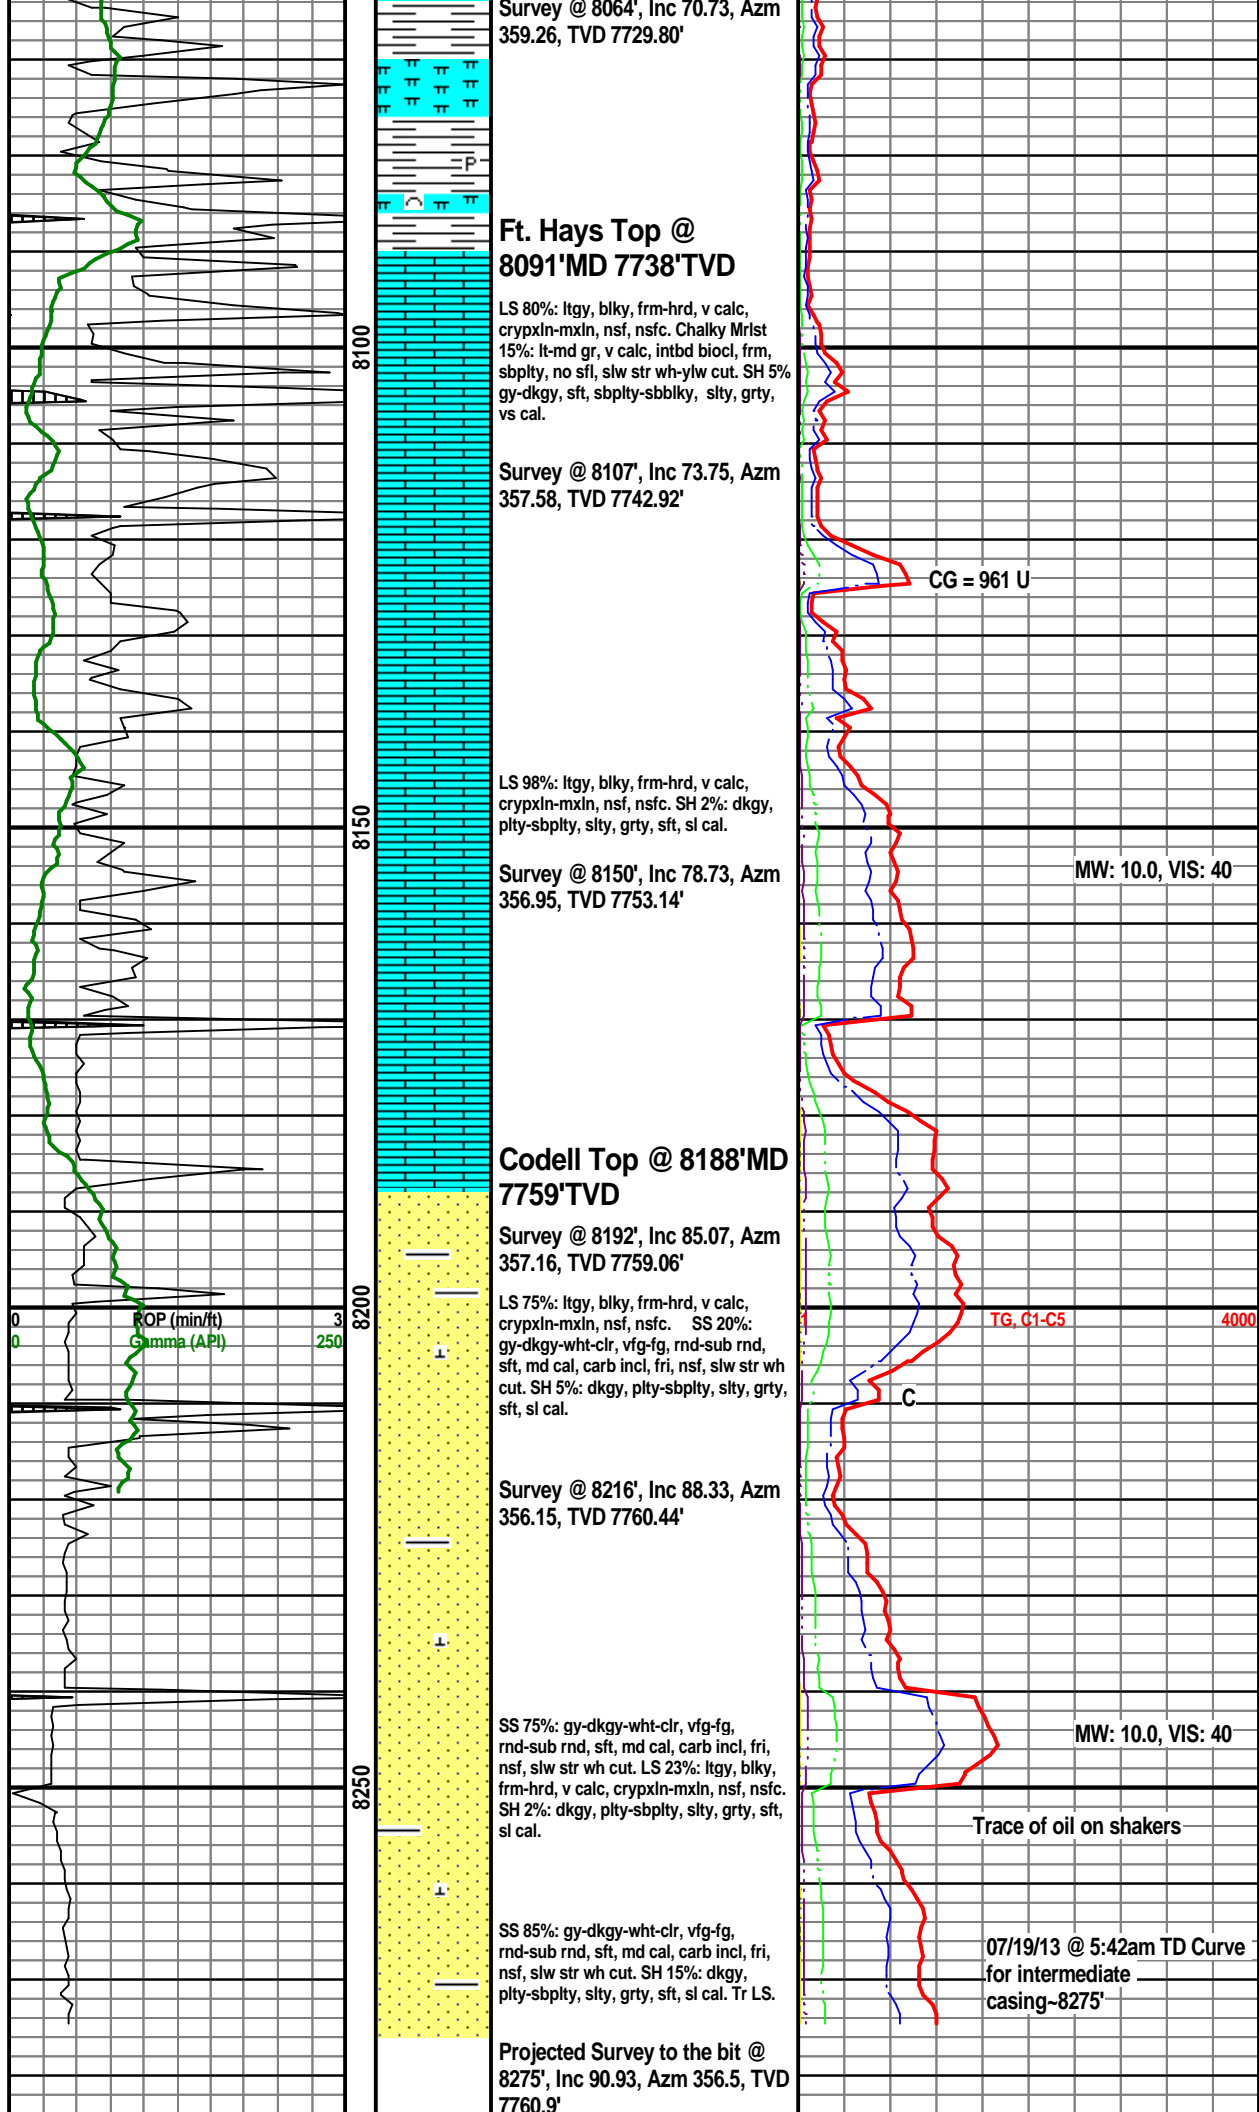 Survey @ 8064', Inc 70.73, Azm
359.26, TVD 7729.80'
P
Ft. Hays Top @
8091'MD 7738'TVD
LS 80%: ltgy, blky, frm-hrd, v calc,
crypxln-mxln, nsf, nsfc. Chalky Mrlst
15%: lt-md gr, v calc, intbd biocl, frm,
sbplty, no sfl, slw str wh-ylw cut. SH 5%
gy-dkgy, sft, sbplty-sbblky, slty, grty,
vs cal.
8100
Survey @ 8107', Inc 73.75, Azm
357.58, TVD 7742.92'
CG = 961 U
LS 98%: ltgy, blky, frm-hrd, v calc,
crypxln-mxln, nsf, nsfc. SH 2%: dkgy,
plty-sbplty, slty, grty, sft, sl cal.
8150
Survey @ 8150', Inc 78.73, Azm
356.95, TVD 7753.14'
MW: 10.0, VIS: 40
Codell Top @ 8188'MD
7759'TVD
Survey @ 8192', Inc 85.07, Azm
357.16, TVD 7759.06'
8200
0 ROP (min/ft) 3
0 Gamma (API) 250
LS 75%: ltgy, blky, frm-hrd, v calc,
crypxln-mxln, nsf, nsfc. SS 20%:
gy-dkgy-wht-clr, vfg-fg, rnd-sub rnd,
sft, md cal, carb incl, fri, nsf, slw str wh
cut. SH 5%: dkgy, plty-sbplty, slty, grty,
sft, sl cal.
1 TG, C1-C5 4000
C
Survey @ 8216', Inc 88.33, Azm
356.15, TVD 7760.44'
SS 75%: gy-dkgy-wht-clr, vfg-fg,
rnd-sub rnd, sft, md cal, carb incl, fri,
nsf, slw str wh cut. LS 23%: ltgy, blky,
frm-hrd, v calc, crypxln-mxln, nsf, nsfc.
SH 2%: dkgy, plty-sbplty, slty, grty, sft,
sl cal.
MW: 10.0, VIS: 40
8250
Trace of oil on shakers
SS 85%: gy-dkgy-wht-clr, vfg-fg,
rnd-sub rnd, sft, md cal, carb incl, fri,
nsf, slw str wh cut. SH 15%: dkgy,
plty-sbplty, slty, grty, sft, sl cal. Tr LS.
07/19/13 @ 5:42am TD Curve
for intermediate
casing~8275'
Projected Survey to the bit @
8275', Inc 90.93, Azm 356.5, TVD
7760.9'